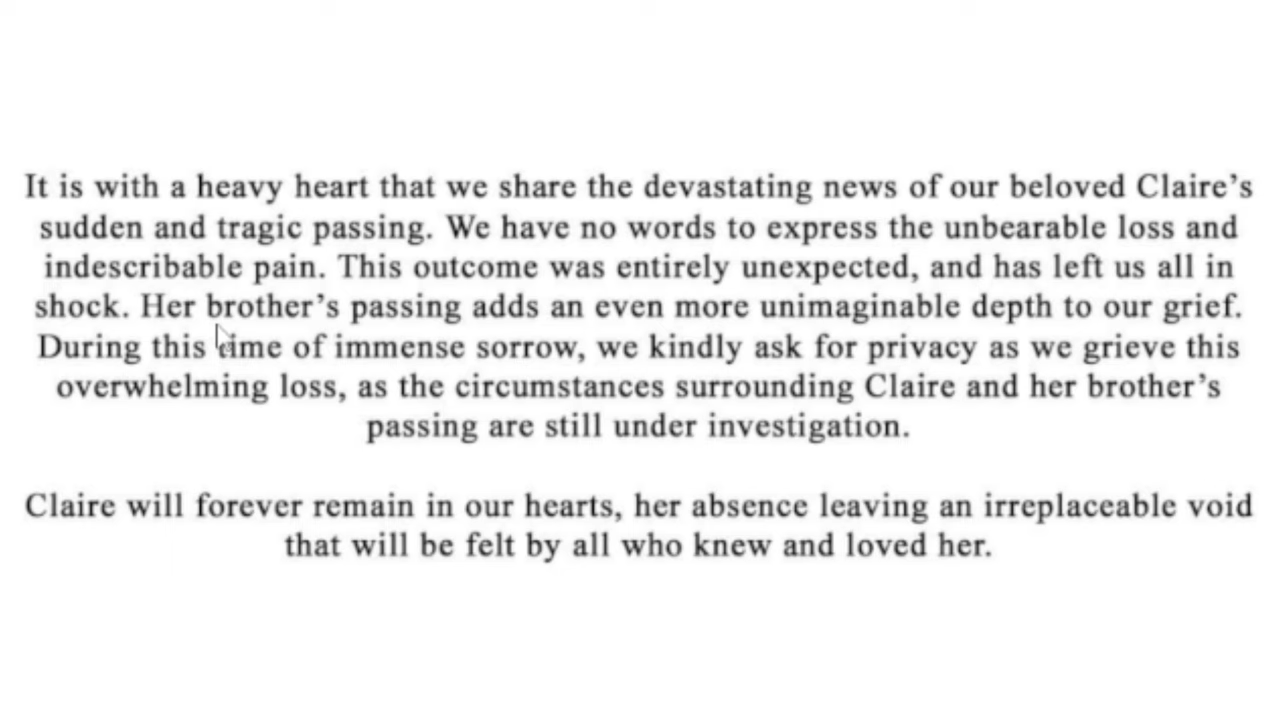 It is with a heavy heart that we share the devastating news of our beloved Claire’s
sudden and tragic passing. We have no words to express the unbearable loss and
indescribable pain. This outcome was entirely unexpected, and has left us all in
shock. Her brother’s passing adds an even more unimaginable depth to our grief.
During this time of immense sorrow, we kindly ask for privacy as we grieve this
overwhelming loss, as the circumstances surrounding Claire and her brother’s
passing are still under investigation.
Claire will forever remain in our hearts, her absence leaving an irreplaceable void
that will be felt by all who knew and loved her.